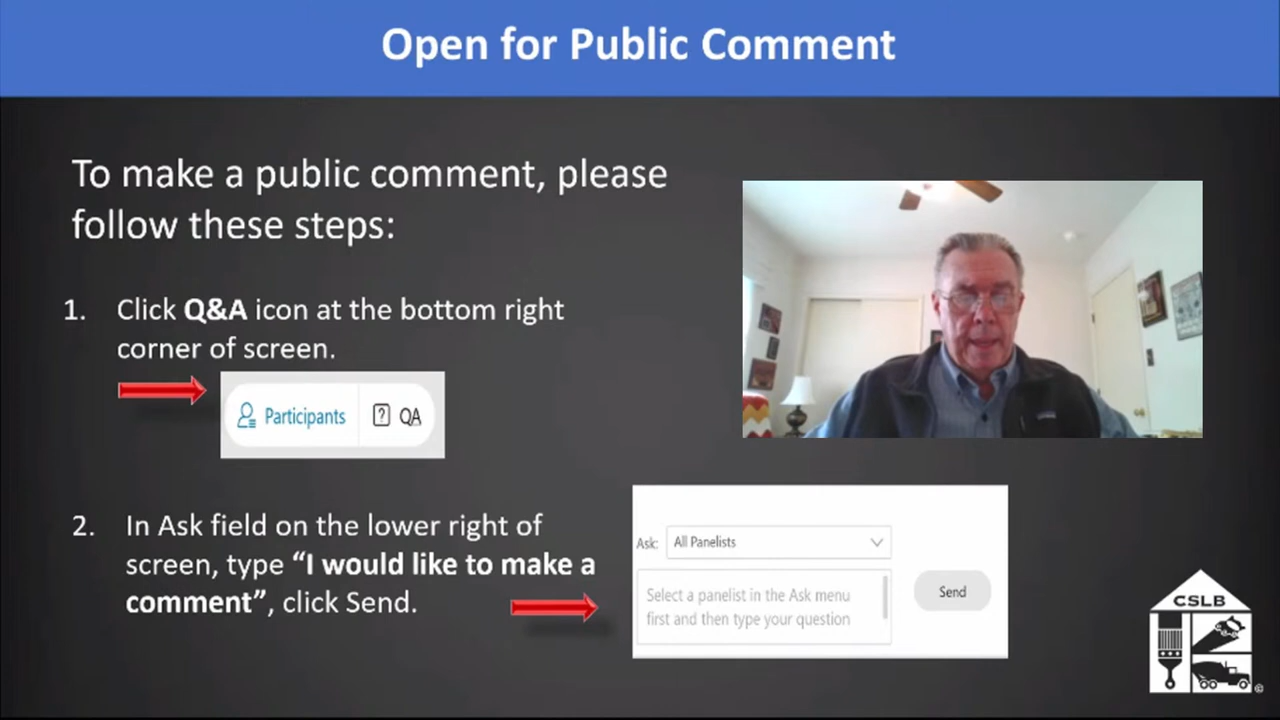 Open for Public Comment
To make a public comment, please
follow these steps:
1. Click Q&A icon at the bottom right
corner of screen.
Participants
? QA
2. In Ask field on the lower right of
screen, type “I would like to make a
comment”, click Send.
Ask: All Panelists
Select a panelist in the Ask menu
first and then type your question
Send
CSLB
©